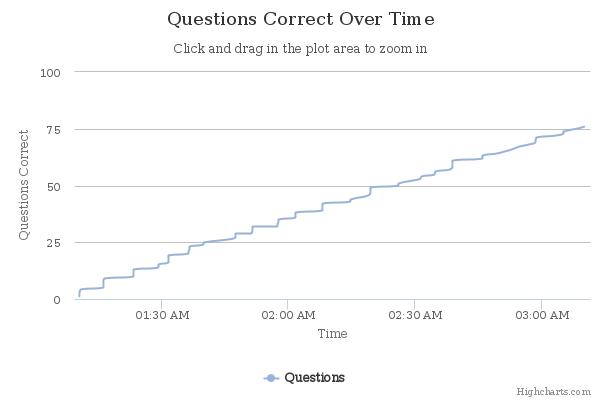 Questions Correct Over Time
Click and drag in the plot area to zoom in
Questions Correct
100
75
50
25
0
01:30 AM
02:00 AM
02:30 AM
03:00 AM
Time
Questions
Highcharts.com